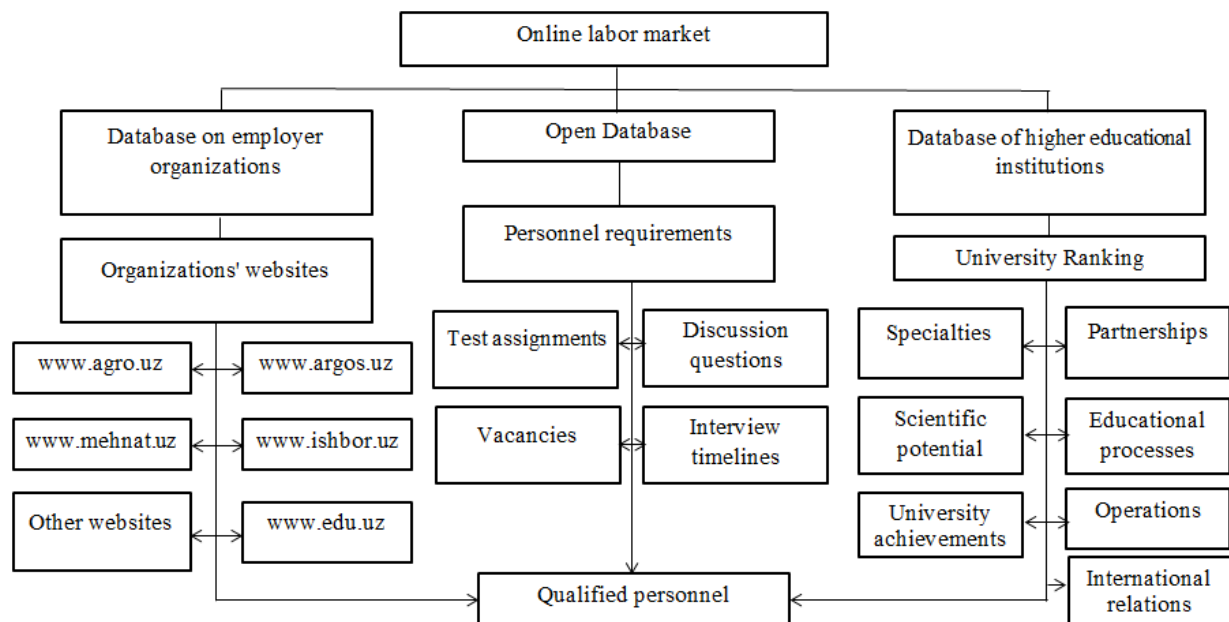 Online labor market
Database on employer
organizations
Open Database
Database of higher educational
institutions
Organizations' websites
Personnel requirements
University Ranking
www.agro.uz
www.argos.uz
www.mehnat.uz
www.ishbor.uz
Other websites
www.edu.uz
Test assignments
Discussion
questions
Vacancies
Interview
timelines
Specialties
Partnerships
Scientific
potential
Educational
processes
University
achievements
Operations
International
relations
Qualified personnel